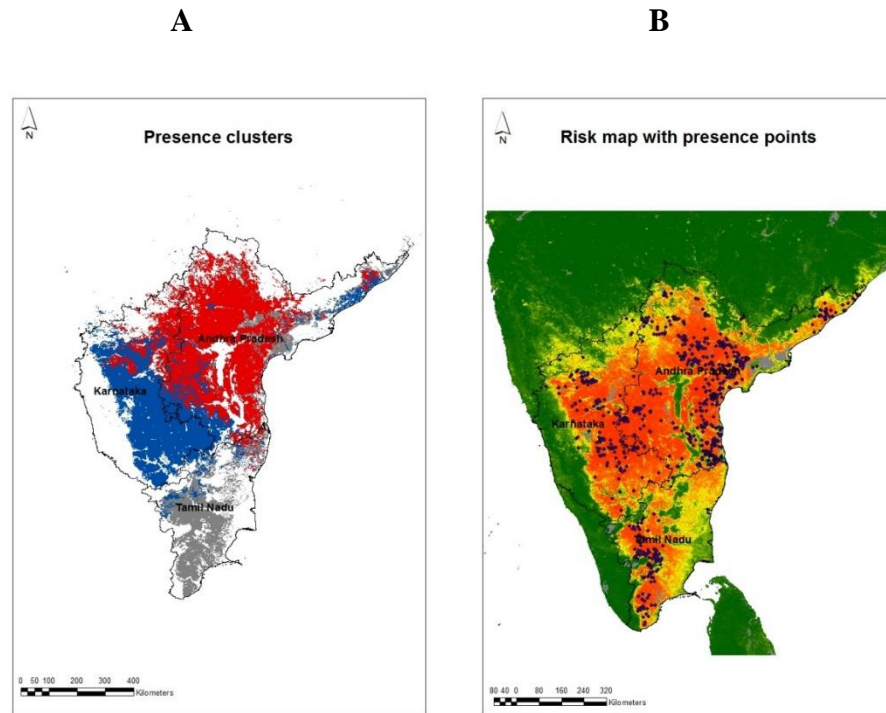 A
B
N
Presence clusters
Andhra Pradesh
Karnataka
Tamil Nadu
0 50 100 200 300 400
Kilometers
N
Risk map with presence points
Andhra Pradesh
Karnataka
Tamil Nadu
80 40 0 80 160 240 320
Kilometers